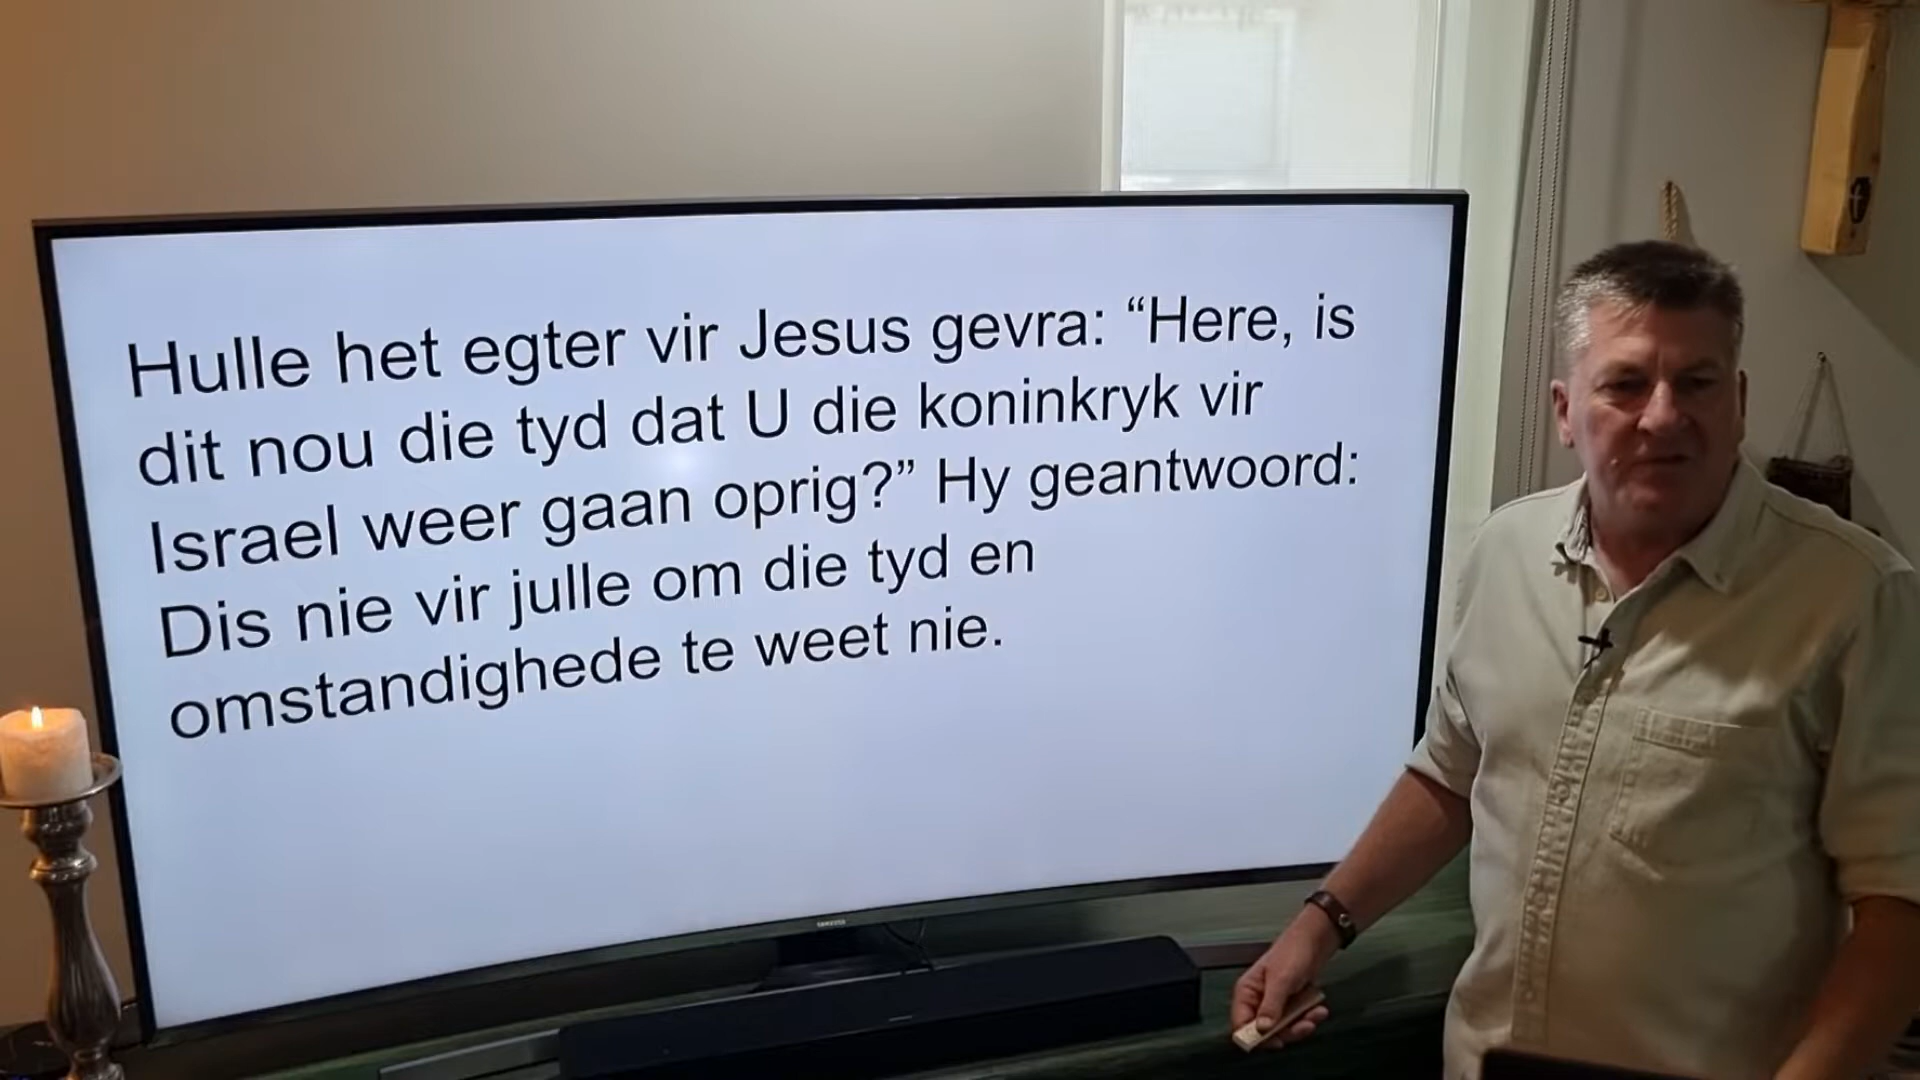 Hulle het egter vir Jesus gevra: “Here, is
dit nou die tyd dat U die koninkryk vir
Israel weer gaan oprig?” Hy geantwoord:
Dis nie vir julle om die tyd en
omstandighede te weet nie.
SAMSUNG